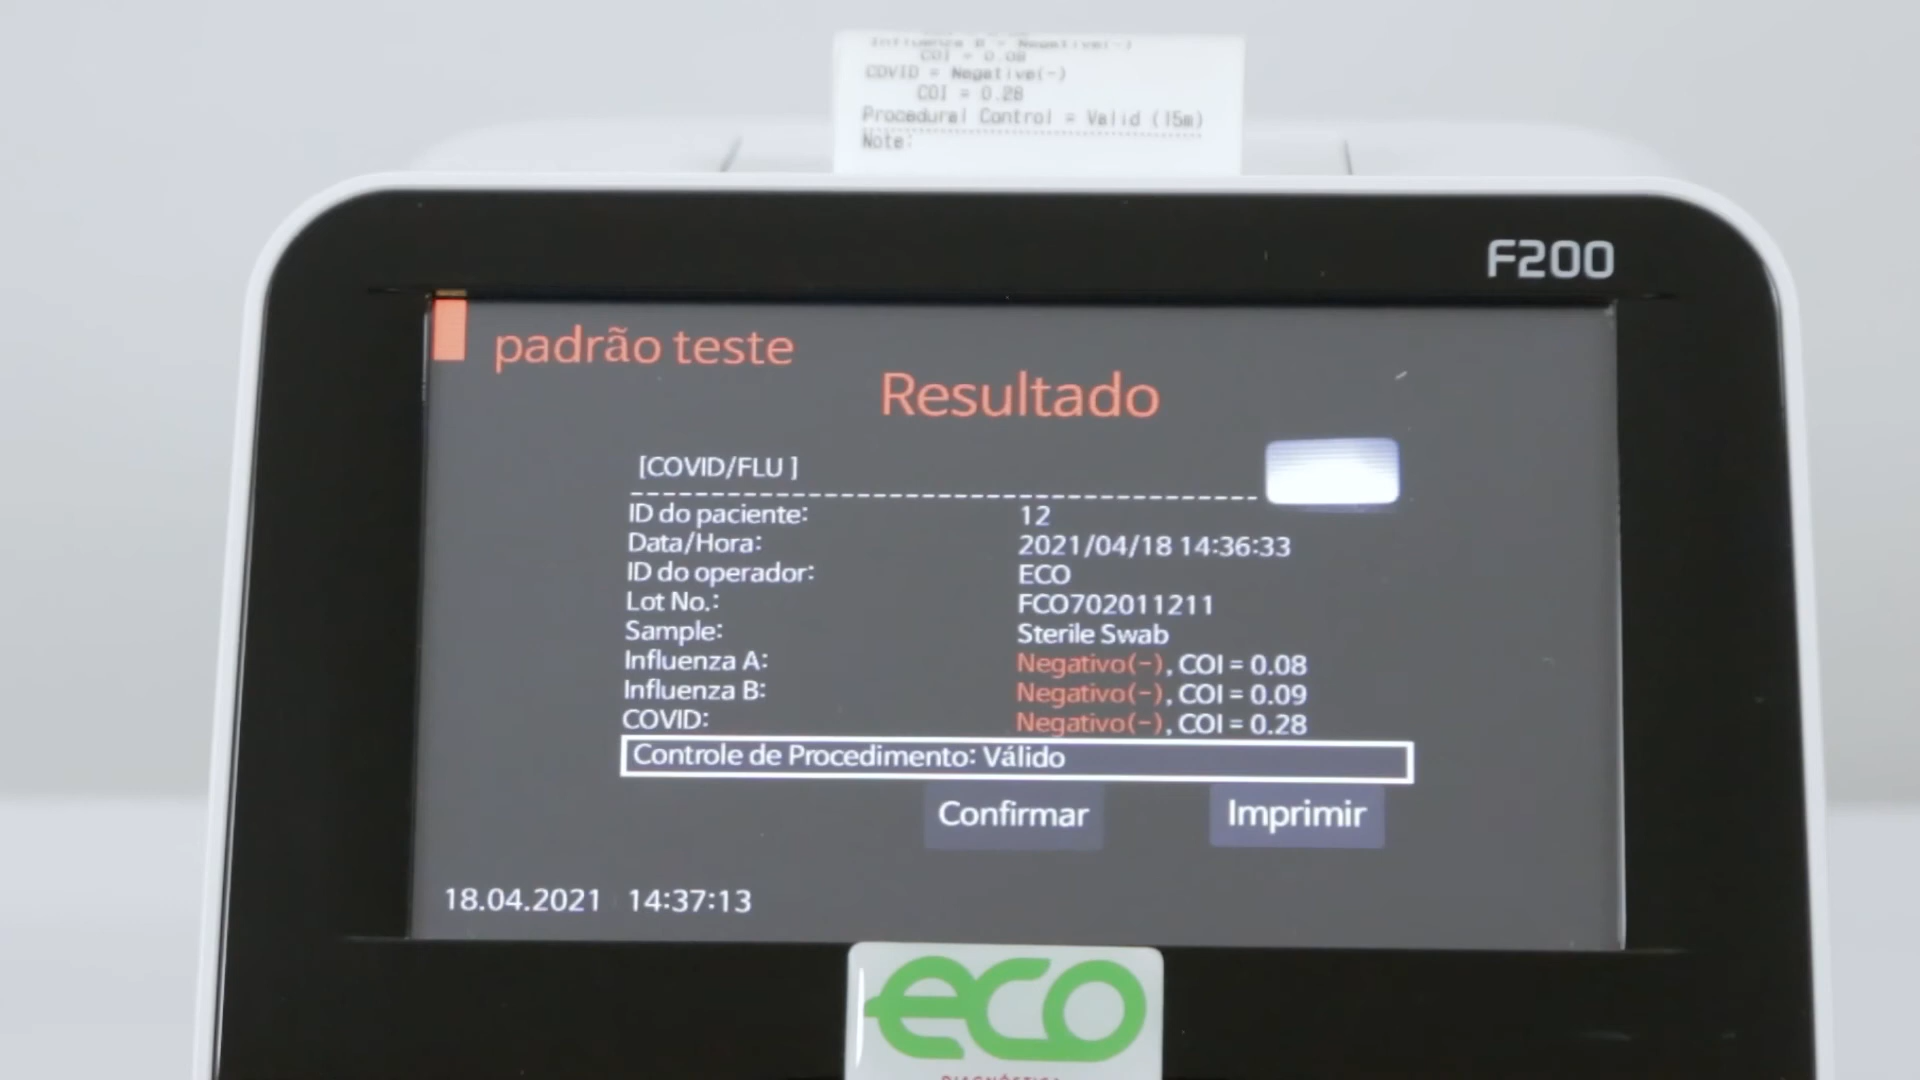 Influenza B - Negative(-)
COI = 0.08
COVID = Negative(-)
COI = 0.28
Procedural Control = Valid (15m)
Note:
F200
padrão teste
Resultado
[COVID/FLU ]
ID do paciente: 12
Data/Hora: 2021/04/18 14:36:33
ID do operador: ECO
Lot No.: FCO702011211
Sample: Sterile Swab
Influenza A: Negativo(-), COI = 0.08
Influenza B: Negativo(-), COI = 0.09
COVID: Negativo(-), COI = 0.28
Controle de Procedimento: Válido
Confirmar Imprimir
18.04.2021 14:37:13
eco